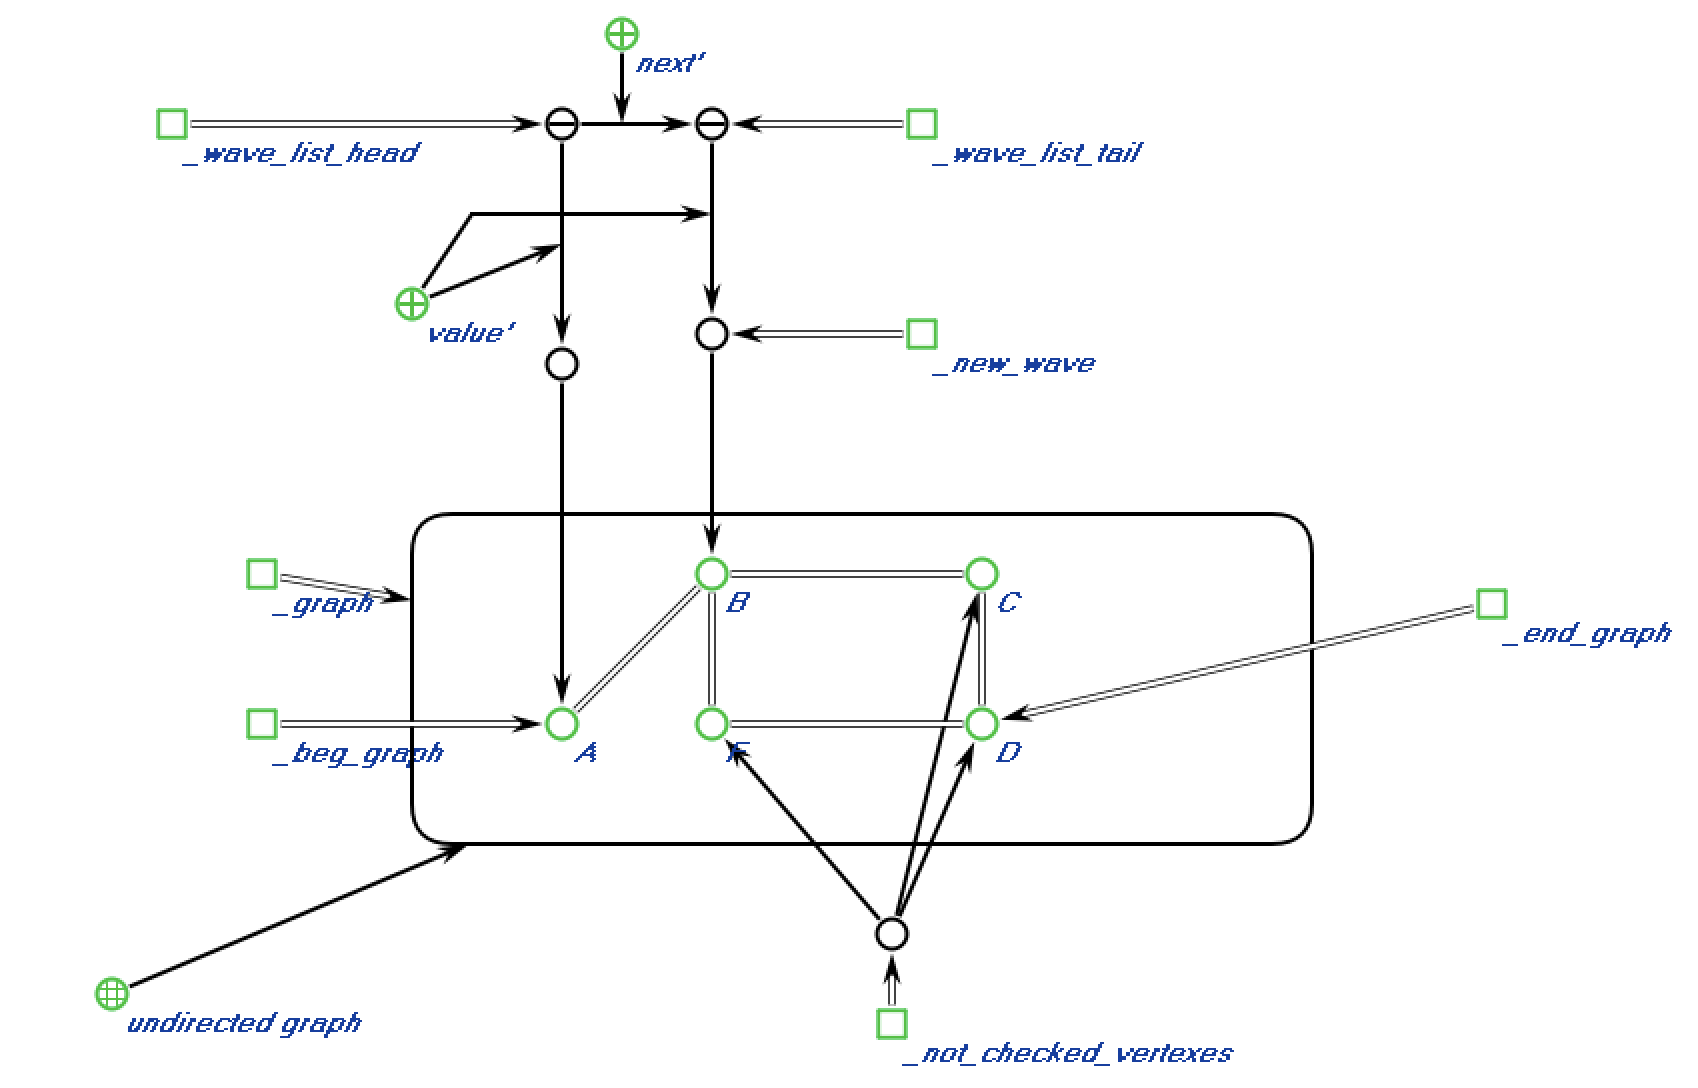 next'
_wave_list_head
_wave_list_tail
value'
_new_wave
_graph
B
C
_end_graph
_beg_graph
A
F
D
undirected graph
_not_checked_vertexes